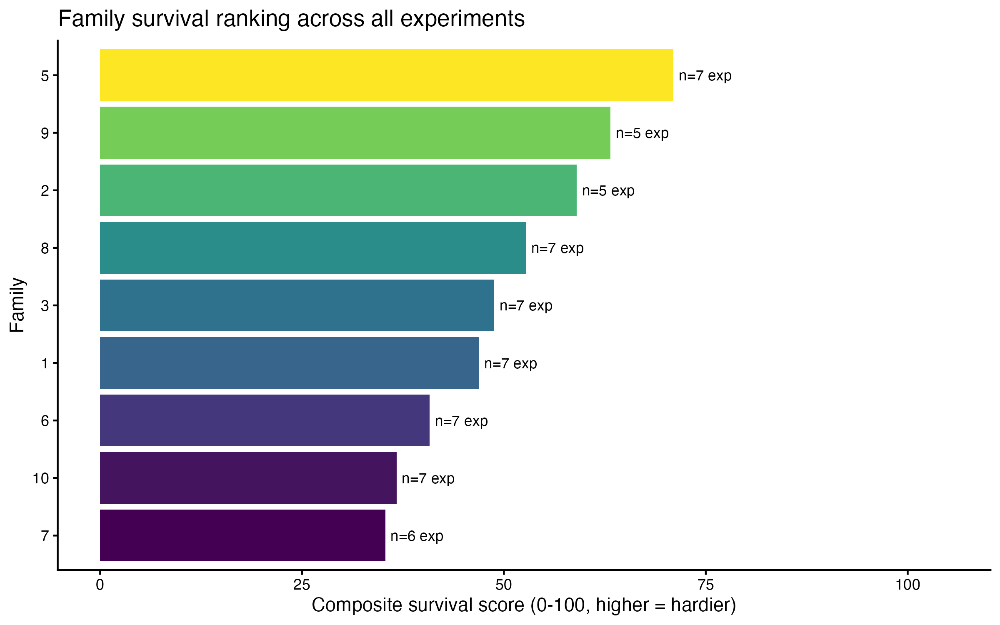 Family survival ranking across all experiments
Family
5
n=7 exp
9
n=5 exp
2
n=5 exp
8
n=7 exp
3
n=7 exp
1
n=7 exp
6
n=7 exp
10
n=7 exp
7
n=6 exp
0 25 50 75 100
Composite survival score (0-100, higher = hardier)